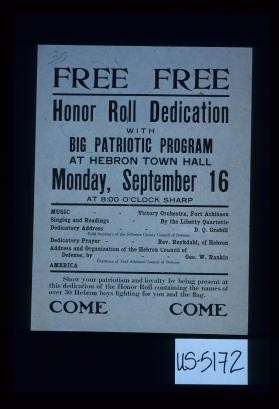 30
FREE FREE
Honor Roll Dedication
WITH
BIG PATRIOTIC PROGRAM
AT HEBRON TOWN HALL
Monday, September 16
AT 8:00 O'CLOCK SHARP
MUSIC - - Victory Orchestra, Fort Atkinson
Singing and Readings - By the Liberty Quartette
Dedicatory Address - - D. Q. Grabill
Field Secretary of the Jefferson County Council of Defense
Dedicatory Prayer - - Rev. Reykdahl, of Hebron
Address and Organization of the Hebron Council of
Defense, by - - Geo. W. Rankin
Chairman of Fort Atkinson Council of Defense
AMERICA
Show your patriotism and loyalty by being present at
this dedication of the Honor Roll containing the names of
over 30 Hebron boys fighting for you and the flag.
COME COME
US-5172